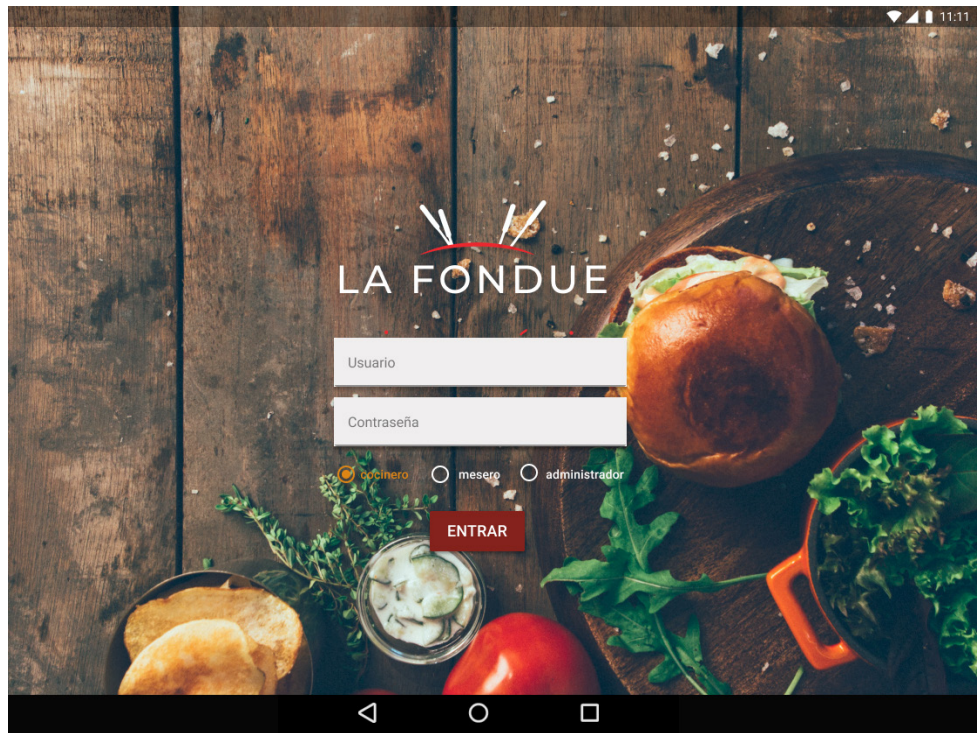 11:11
LA FONDUE
Usuario
Contraseña
cocinero mesero administrador
ENTRAR